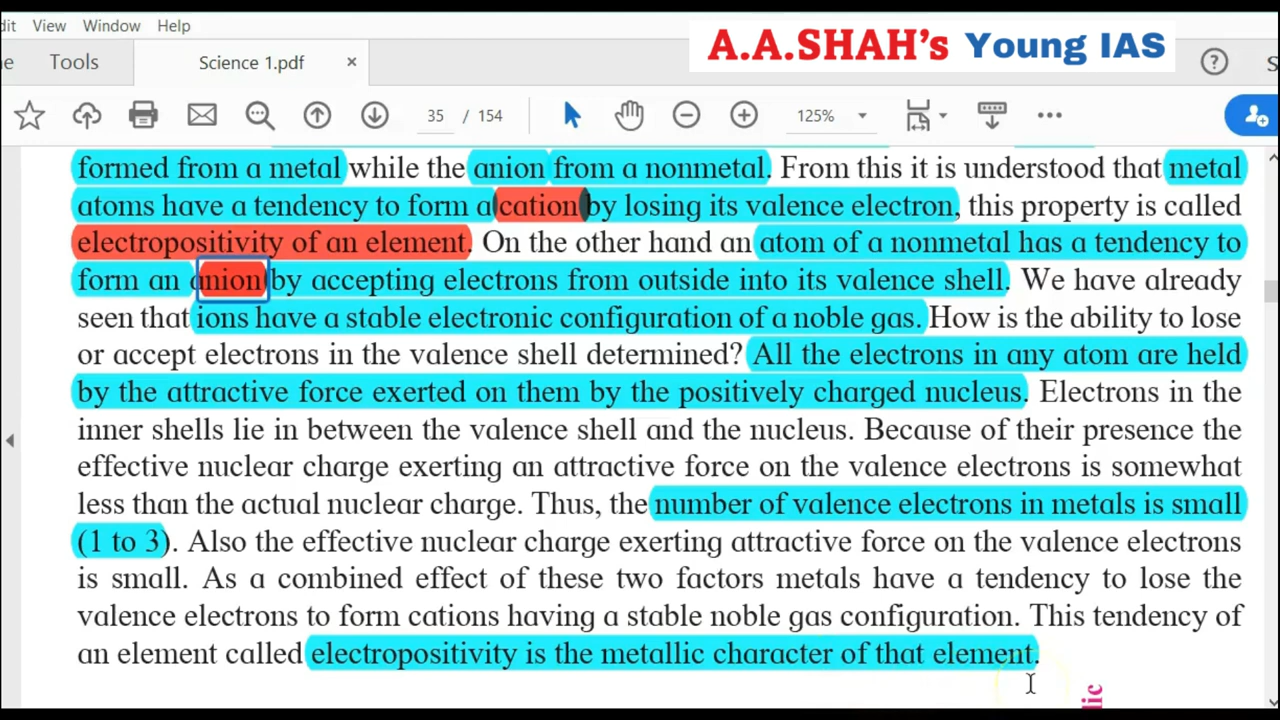 dit View Window Help
A.A.SHAH's Young IAS
e Tools Science 1.pdf × ? S
35 / 154 125%
formed from a metal while the anion from a nonmetal. From this it is understood that metal
atoms have a tendency to form a cation by losing its valence electron, this property is called
electropositivity of an element. On the other hand an atom of a nonmetal has a tendency to
form an anion by accepting electrons from outside into its valence shell. We have already
seen that ions have a stable electronic configuration of a noble gas. How is the ability to lose
or accept electrons in the valence shell determined? All the electrons in any atom are held
by the attractive force exerted on them by the positively charged nucleus. Electrons in the
inner shells lie in between the valence shell and the nucleus. Because of their presence the
effective nuclear charge exerting an attractive force on the valence electrons is somewhat
less than the actual nuclear charge. Thus, the number of valence electrons in metals is small
(1 to 3). Also the effective nuclear charge exerting attractive force on the valence electrons
is small. As a combined effect of these two factors metals have a tendency to lose the
valence electrons to form cations having a stable noble gas configuration. This tendency of
an element called electropositivity is the metallic character of that element.
lic